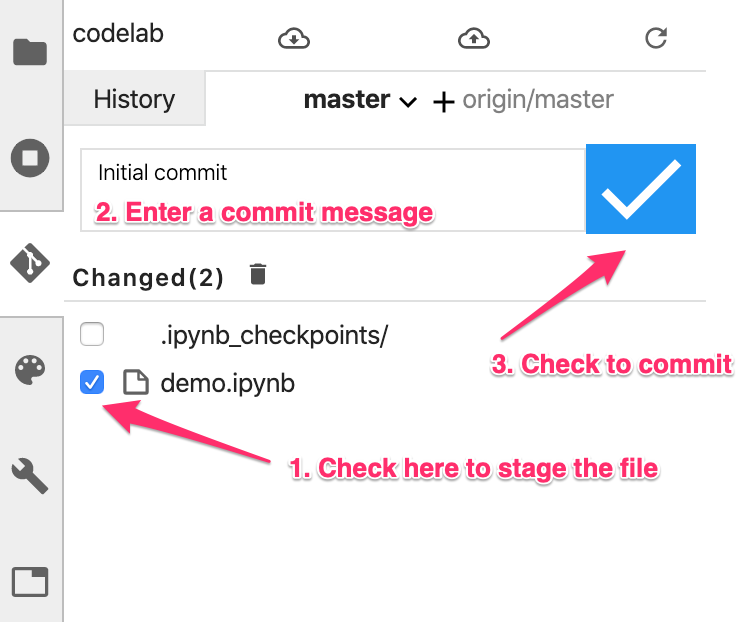 codelab
History
master
origin/master
Initial commit
2. Enter a commit message
Changed(2)
.ipynb_checkpoints/
3. Check to commit
demo.ipynb
1. Check here to stage the file